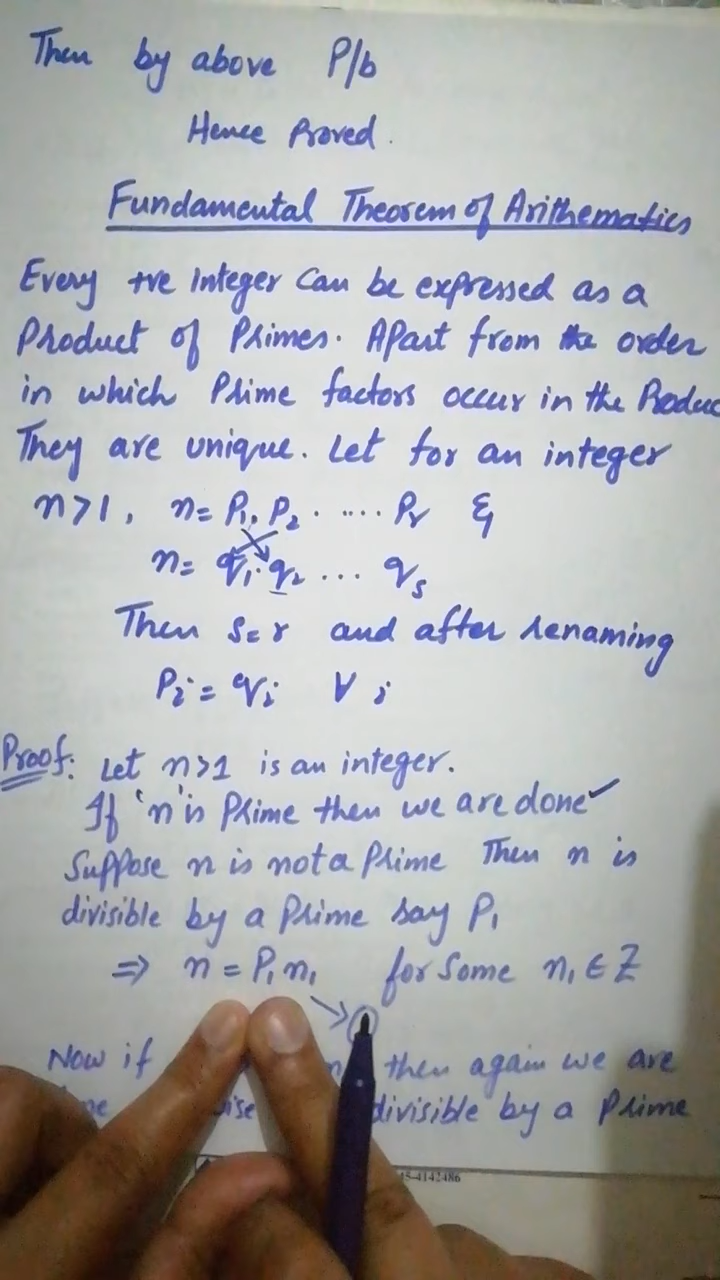 Then by above P/b
Hence Proved.
Fundamental Theorem of Arithematics
Every +ve integer can be expressed as a
Product of Primes. Apart from the order
in which Prime factors occur in the Produc
They are unique. Let for an integer
n>1, n= P₁, P₂ . .... Pr &
n= q₁. q₂ ... qs
Then s=r and after renaming
Pi = qi ∀ i
Proof: Let n>1 is an integer.
If 'n' is Prime then we are done ✓
Suppose n is not a Prime Then n is
divisible by a Prime say P₁
⇒ n = P₁n₁ for some n₁ ∈ Z
Now if then again we are
divisible by a Prime
5-4142486